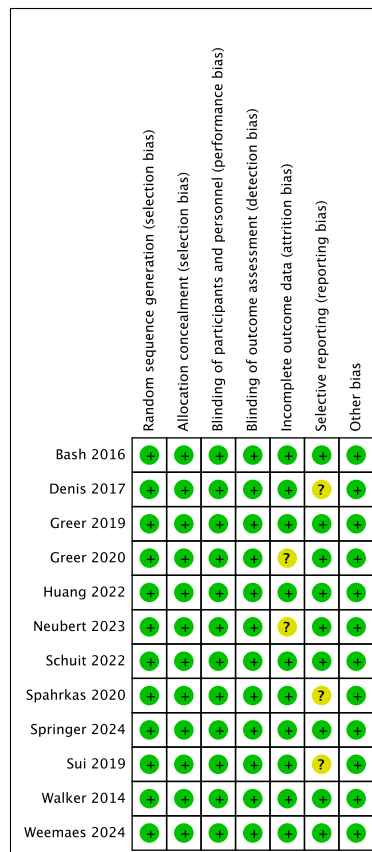 Random sequence generation (selection bias)
Allocation concealment (selection bias)
Blinding of participants and personnel (performance bias)
Blinding of outcome assessment (detection bias)
Incomplete outcome data (attrition bias)
Selective reporting (reporting bias)
Other bias
Bash 2016 + + + + + + +
Denis 2017 + + + + + ? +
Greer 2019 + + + + + + +
Greer 2020 + + + + ? + +
Huang 2022 + + + + + + +
Neubert 2023 + + + + ? + +
Schuit 2022 + + + + + + +
Spahrkas 2020 + + + + + ? +
Springer 2024 + + + + + + +
Sui 2019 + + + + + ? +
Walker 2014 + + + + + + +
Weemaes 2024 + + + + + + +